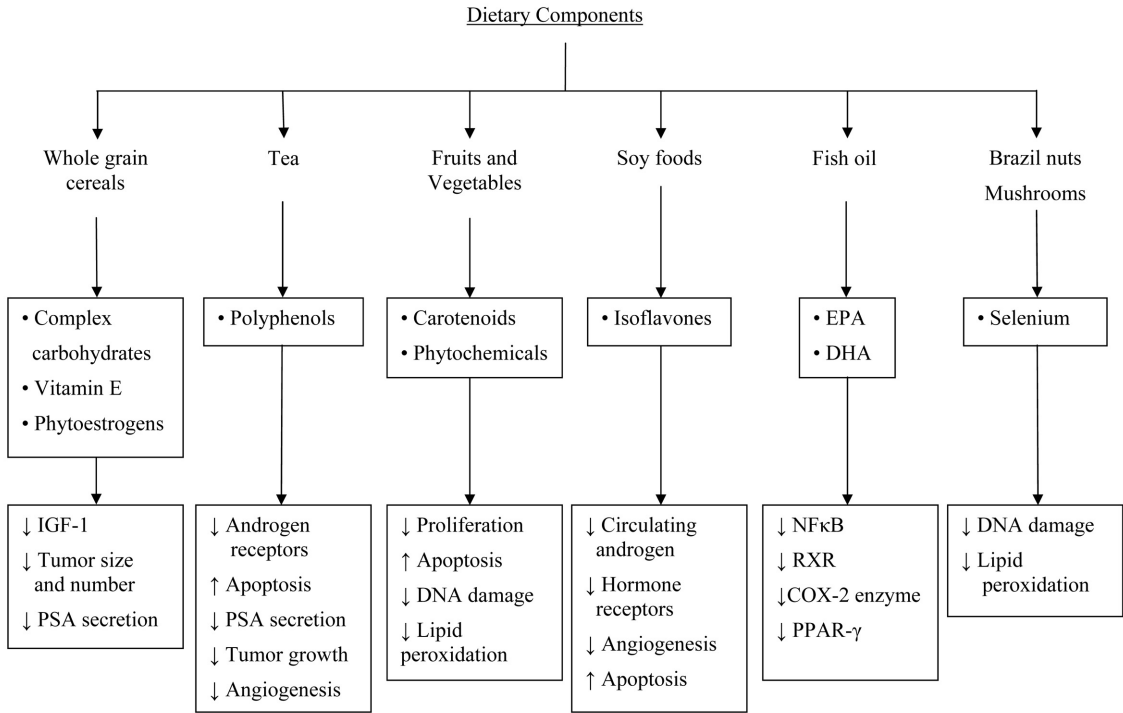 Dietary Components
Whole grain
cereals
Tea
Fruits and
Vegetables
Soy foods
Fish oil
Brazil nuts
Mushrooms
• Complex
carbohydrates
• Vitamin E
• Phytoestrogens
• Polyphenols
• Carotenoids
• Phytochemicals
• Isoflavones
• EPA
• DHA
• Selenium
↓ IGF-1
↓ Tumor size
and number
↓ PSA secretion
↓ Androgen
receptors
↑ Apoptosis
↓ PSA secretion
↓ Tumor growth
↓ Angiogenesis
↓ Proliferation
↑ Apoptosis
↓ DNA damage
↓ Lipid
peroxidation
↓ Circulating
androgen
↓ Hormone
receptors
↓ Angiogenesis
↑ Apoptosis
↓ NFκB
↓ RXR
↓COX-2 enzyme
↓ PPAR-γ
↓ DNA damage
↓ Lipid
peroxidation